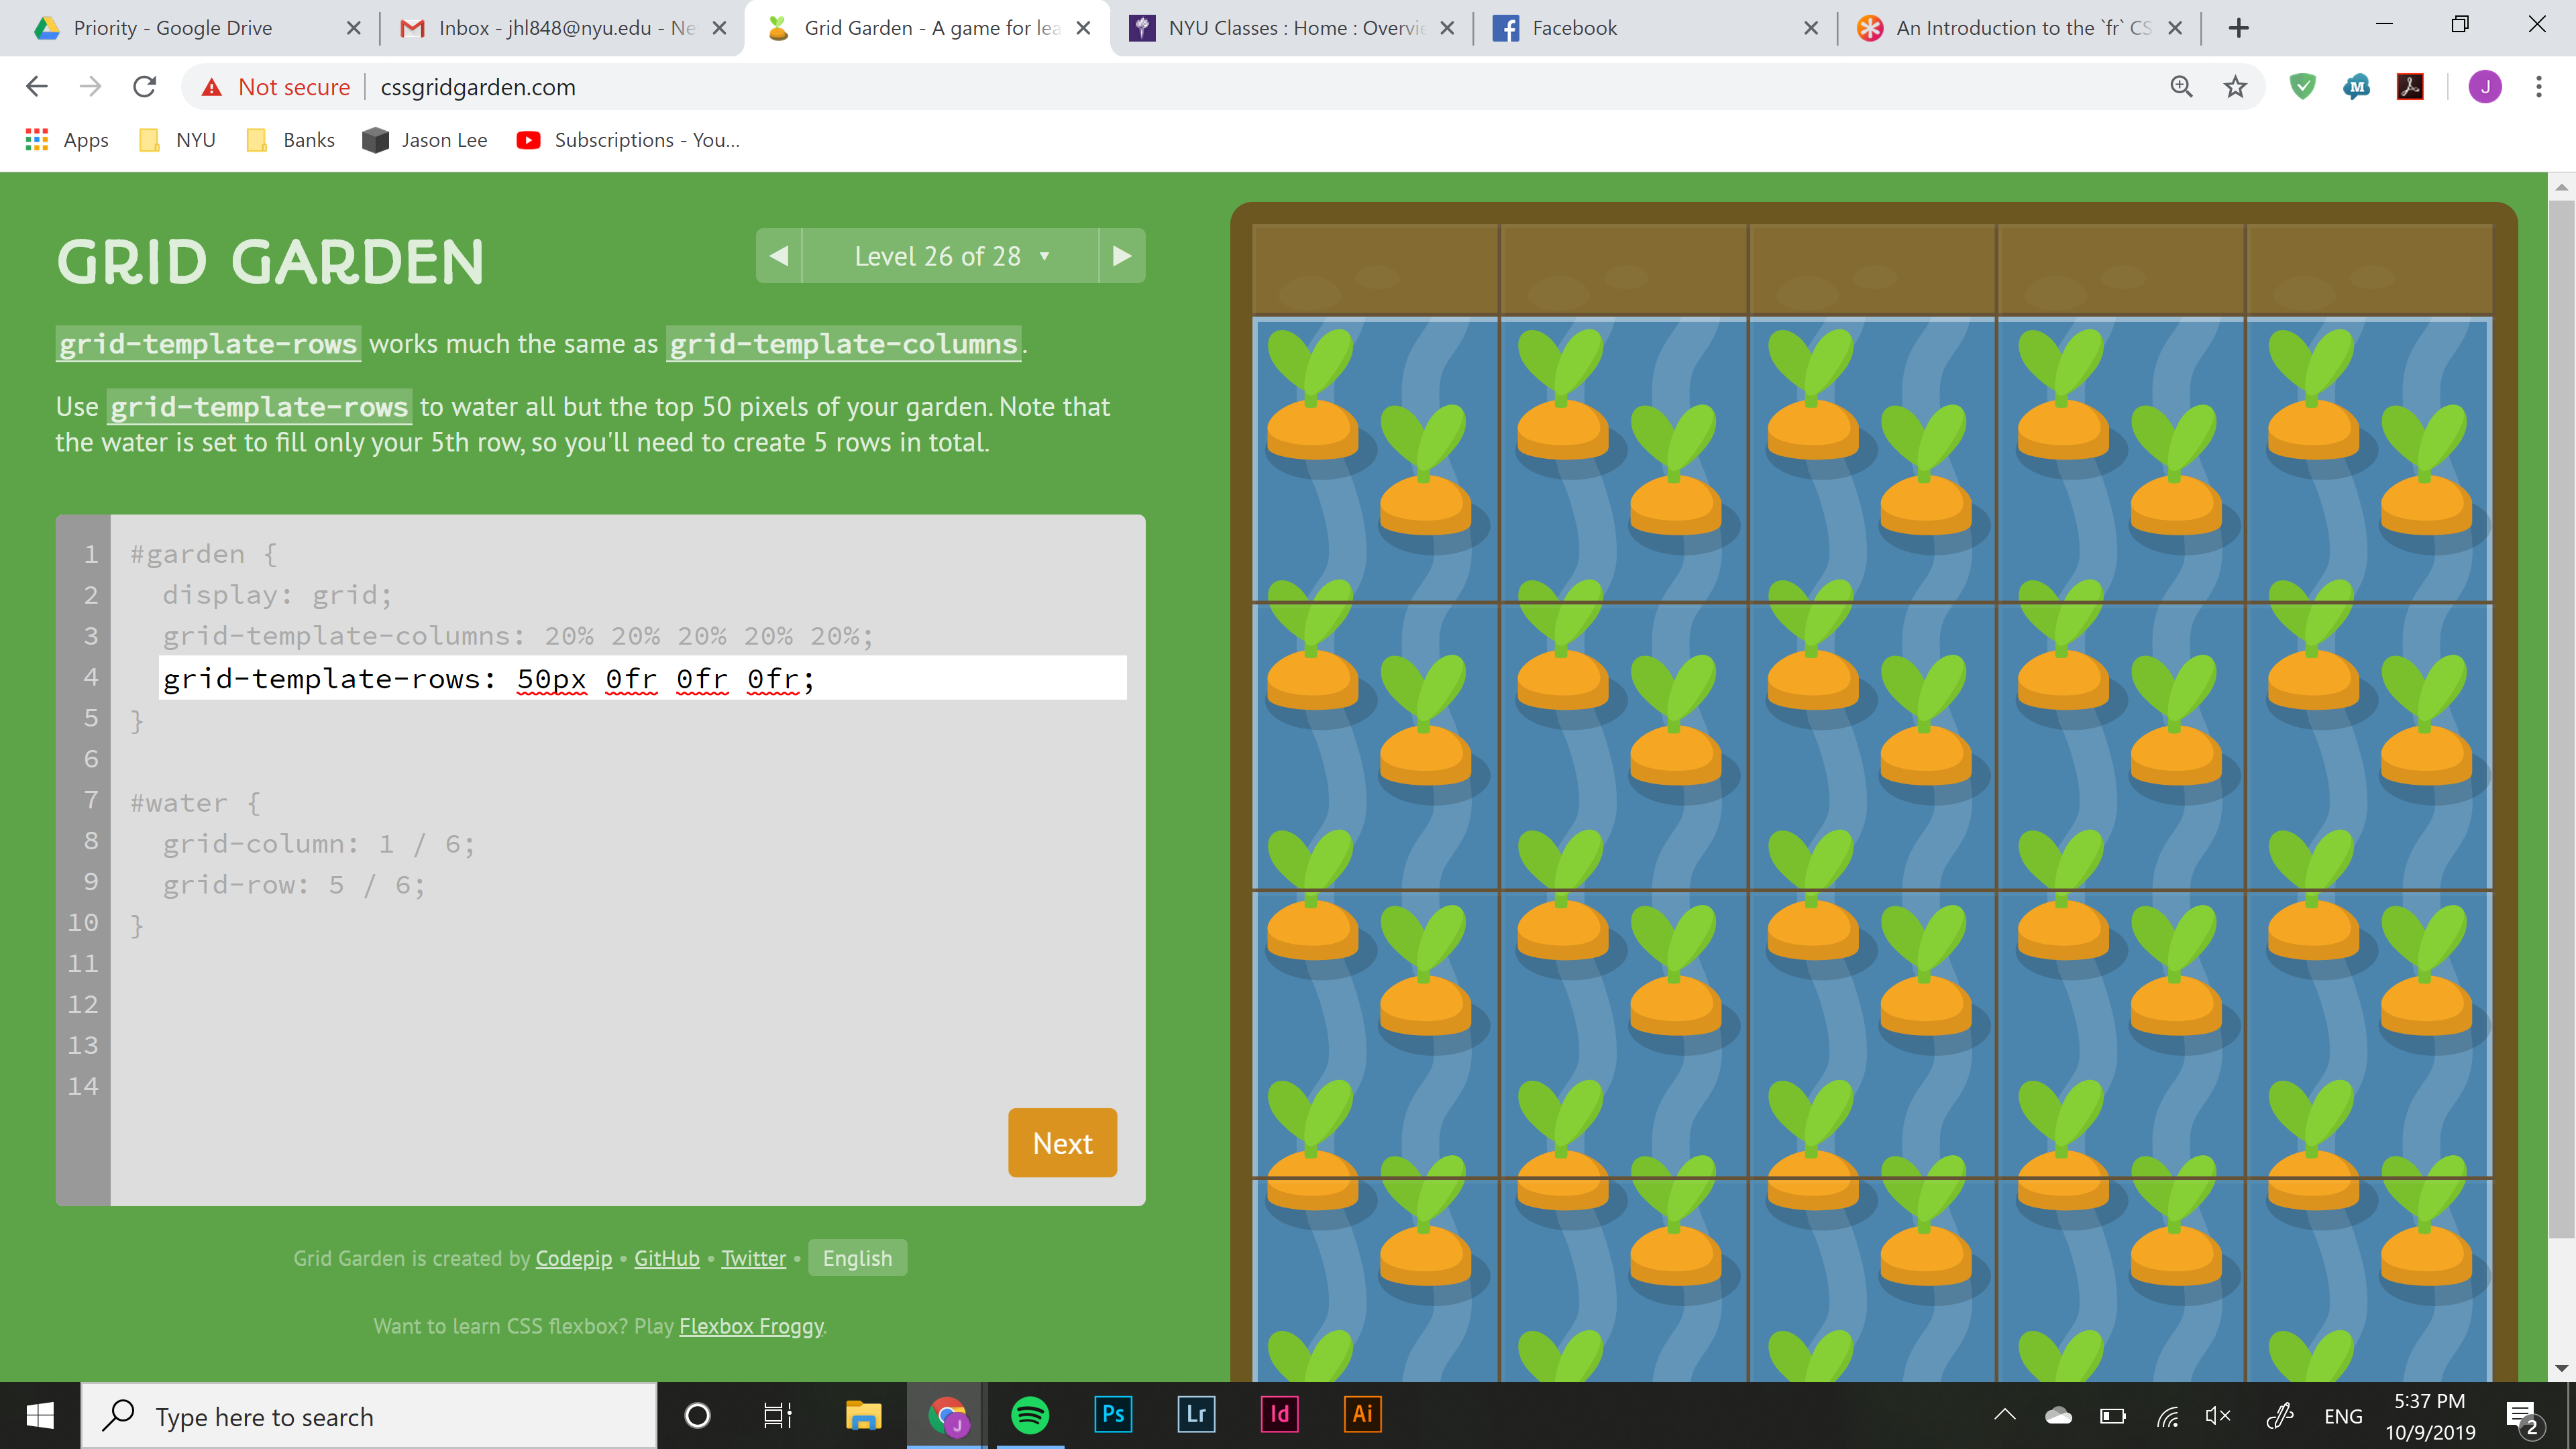 Priority - Google Drive
Inbox - jhl848@nyu.edu - Ne
Grid Garden - A game for lea
NYU Classes : Home : Overvie
Facebook
An Introduction to the `fr` CS
Not secure
cssgridgarden.com
M
J
Apps
NYU
Banks
Jason Lee
Subscriptions - You...
GRID GARDEN
Level 26 of 28
grid-template-rows works much the same as grid-template-columns.
Use grid-template-rows to water all but the top 50 pixels of your garden. Note that
the water is set to fill only your 5th row, so you'll need to create 5 rows in total.
1 #garden {
2 display: grid;
3 grid-template-columns: 20% 20% 20% 20% 20%;
4 grid-template-rows: 50px 0fr 0fr 0fr;
5 }
6
7 #water {
8 grid-column: 1 / 6;
9 grid-row: 5 / 6;
10 }
11
12
13
14
Next
Grid Garden is created by Codepip • GitHub • Twitter • English
Want to learn CSS flexbox? Play Flexbox Froggy.
Type here to search
J
Ps
Lr
Id
Ai
ENG
5:37 PM
10/9/2019
2